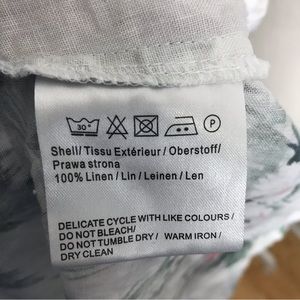 30° P
Shell/ Tissu Extérieur / Oberstoff/
Prawa strona
100% Linen / Lin / Leinen / Len
DELICATE CYCLE WITH LIKE COLOURS /
DO NOT BLEACH/
DO NOT TUMBLE DRY / WARM IRON /
DRY CLEAN